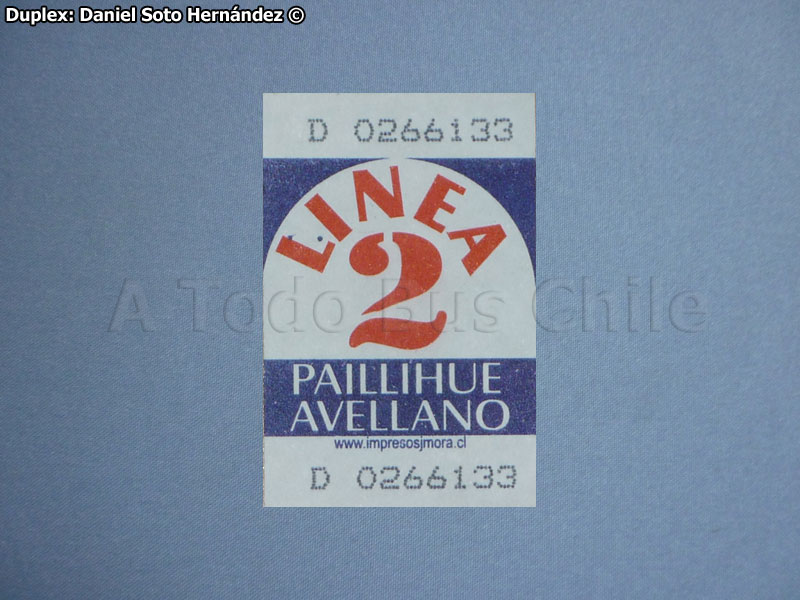 Duplex: Daniel Soto Hernández ©
D 0266133
LINEA
2
A Todo Bus Chile
PAILLIHUE
AVELLANO
www.impresosjmora.cl
D 0266133